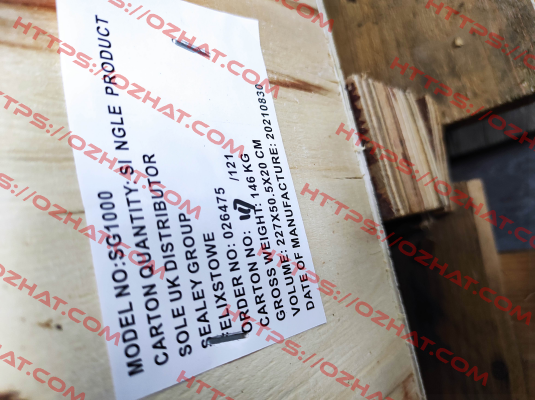 MODEL NO:SG1000
CARTON QUANTITY:SI NGLE PRODUCT
SOLE UK DISTRIBUTOR
SEALEY GROUP
FELIXSTOWE
ORDER NO: 026475
CARTON NO: /121
GROSS WEIGHT: 146 KG
VOLUME: 227X50.5X20 CM
DATE OF MANUFACTURE: 20210830
HTTPS://OZHAT.COM